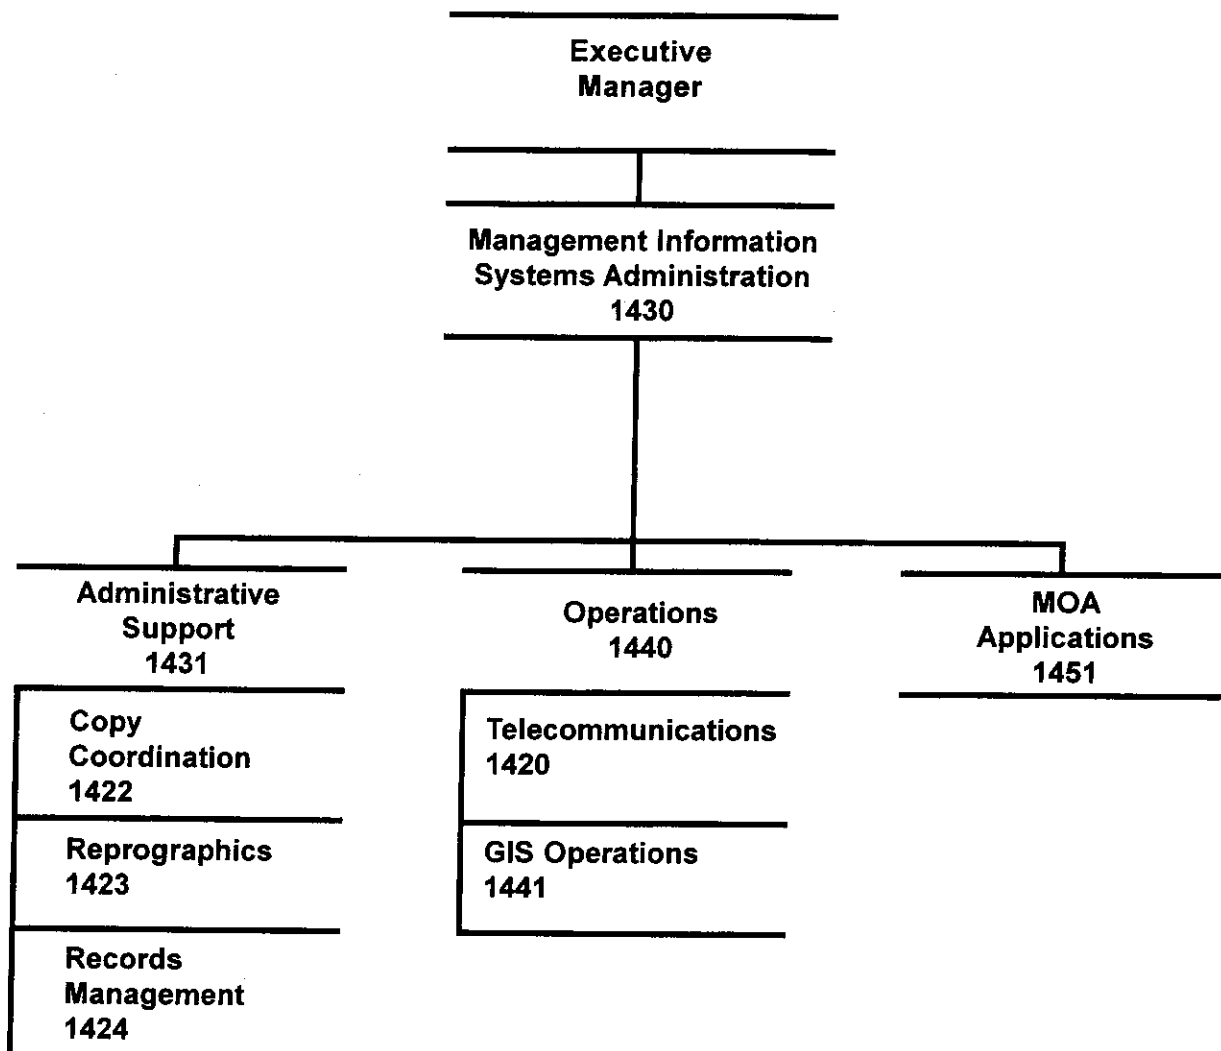 Executive
Manager
Management Information
Systems Administration
1430
Administrative
Support
1431
Copy
Coordination
1422
Reprographics
1423
Records
Management
1424
Operations
1440
Telecommunications
1420
GIS Operations
1441
MOA
Applications
1451